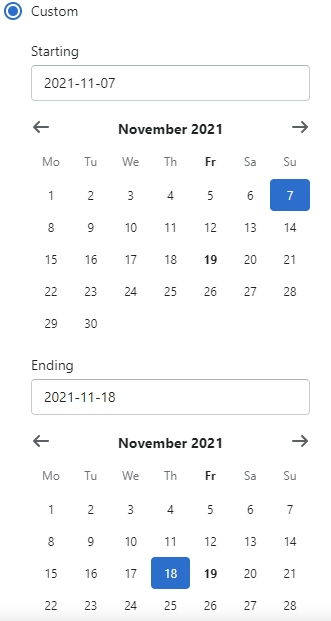 Custom
Starting
2021-11-07
November 2021
Mo Tu We Th Fr Sa Su
1 2 3 4 5 6 7
8 9 10 11 12 13 14
15 16 17 18 19 20 21
22 23 24 25 26 27 28
29 30
Ending
2021-11-18
November 2021
Mo Tu We Th Fr Sa Su
1 2 3 4 5 6 7
8 9 10 11 12 13 14
15 16 17 18 19 20 21
22 23 24 25 26 27 28